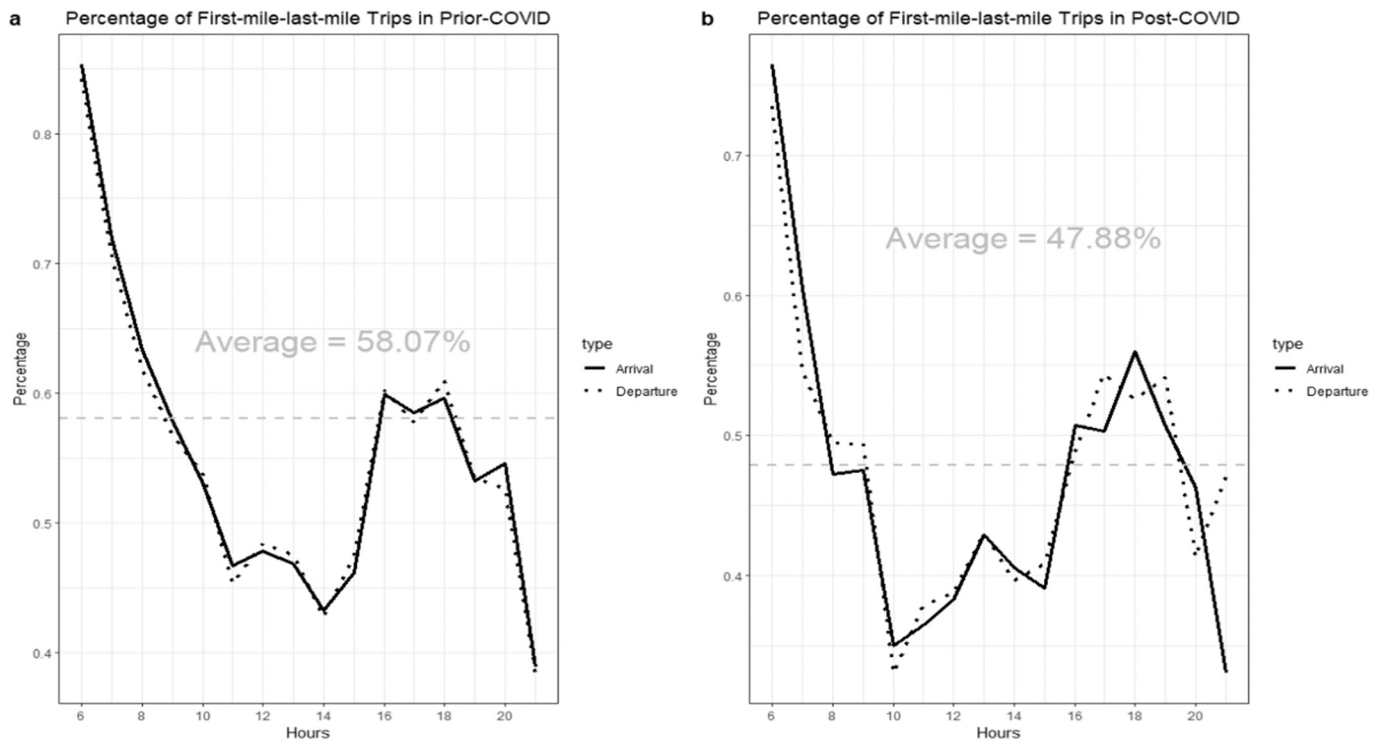 a
Percentage of First-mile-last-mile Trips in Prior-COVID
Percentage
0.8
0.7
0.6
0.5
0.4
Average = 58.07%
type
Arrival
Departure
6 8 10 12 14 16 18 20
Hours
b
Percentage of First-mile-last-mile Trips in Post-COVID
Percentage
0.7
0.6
0.5
0.4
Average = 47.88%
type
Arrival
Departure
6 8 10 12 14 16 18 20
Hours